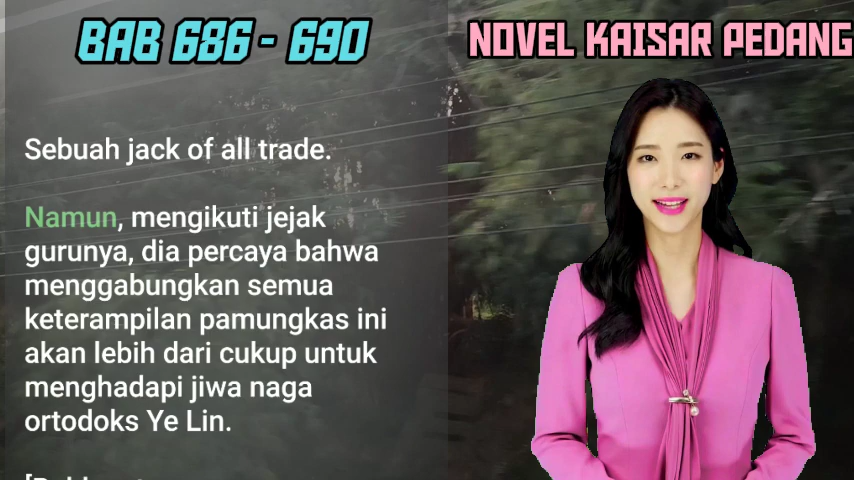 BAB 686 - 690
NOVEL KAISAR PEDANG
Sebuah jack of all trade.
Namun, mengikuti jejak
gurunya, dia percaya bahwa
menggabungkan semua
keterampilan pamungkas ini
akan lebih dari cukup untuk
menghadapi jiwa naga
ortodoks Ye Lin.